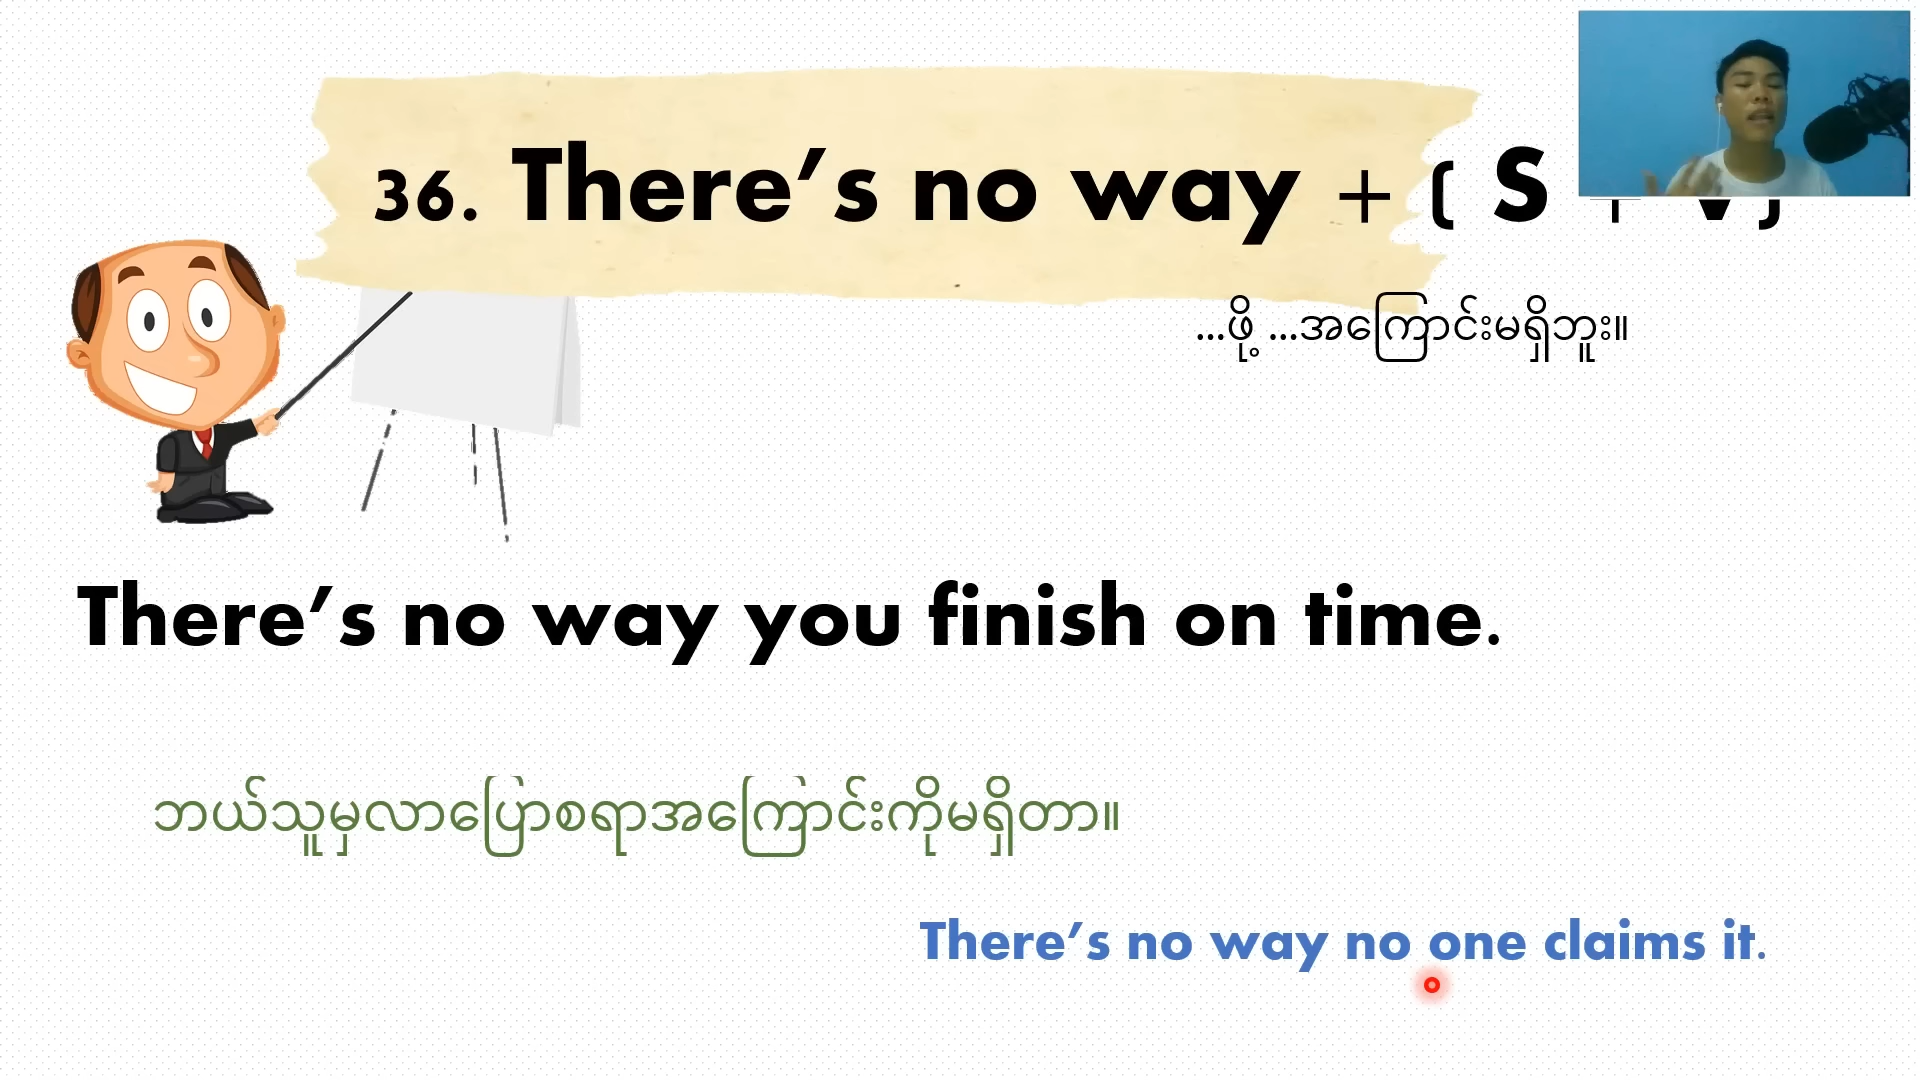 36. There’s no way + ( S + V)
...ဖို့ ...အကြောင်းမရှိဘူး။
There’s no way you finish on time.
ဘယ်သူမှလာပြောစရာအကြောင်းကိုမရှိတာ။
There’s no way no one claims it.